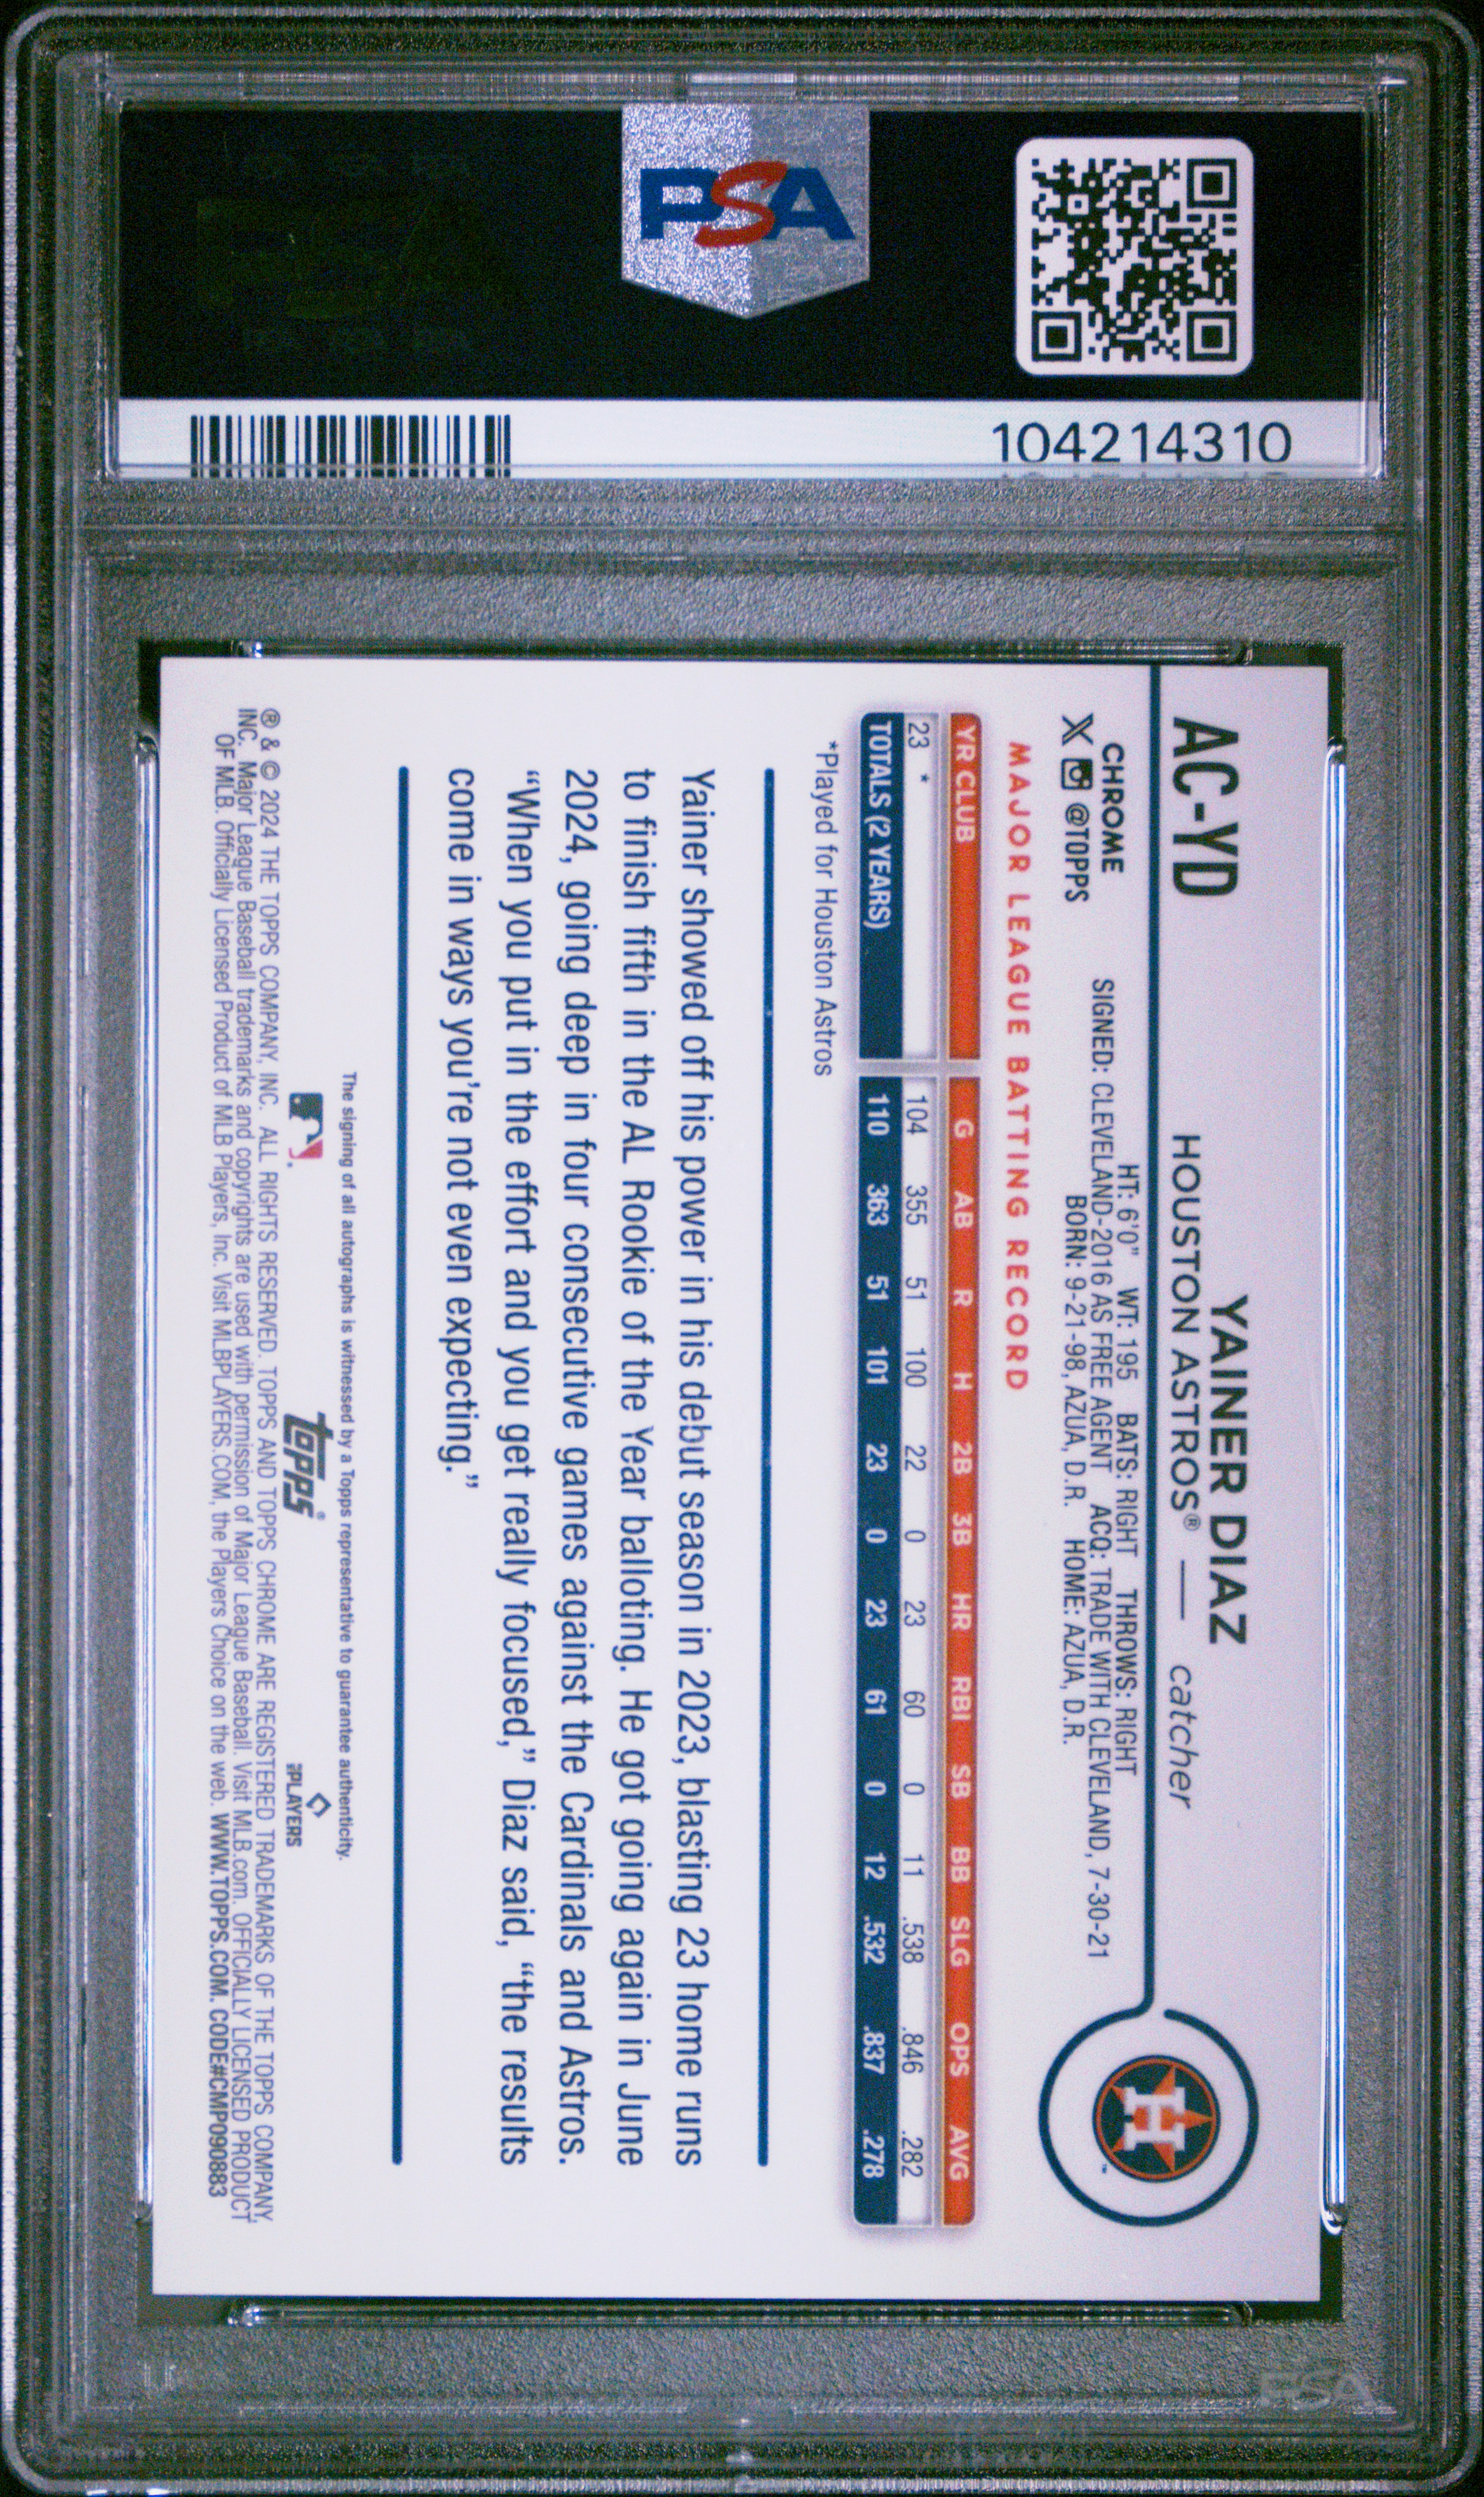 PSA
104214310
AC-YD
YAINER DIAZ
HOUSTON ASTROS® — catcher
CHROME
@TOPPS
HT: 6'0" WT: 195 BATS: RIGHT THROWS: RIGHT
SIGNED: CLEVELAND-2016 AS FREE AGENT ACQ: TRADE WITH CLEVELAND, 7-30-21
BORN: 9-21-98, AZUA, D.R. HOME: AZUA, D.R.
MAJOR LEAGUE BATTING RECORD
YR CLUB G AB R H 2B 3B HR RBI SB BB SLG OPS AVG
23 * 104 355 51 100 22 0 23 60 0 11 .538 .846 .282
TOTALS (2 YEARS) 110 363 51 101 23 0 23 61 0 12 .532 .837 .278
*Played for Houston Astros
Yainer showed off his power in his debut season in 2023, blasting 23 home runs
to finish fifth in the AL Rookie of the Year balloting. He got going again in June
2024, going deep in four consecutive games against the Cardinals and Astros.
“When you put in the effort and you get really focused,” Diaz said, “the results
come in ways you’re not even expecting.”
The signing of all autographs is witnessed by a Topps representative to guarantee authenticity.
topps®
PLAYERS
® & © 2024 THE TOPPS COMPANY, INC. ALL RIGHTS RESERVED. TOPPS AND TOPPS CHROME ARE REGISTERED TRADEMARKS OF THE TOPPS COMPANY,
INC. Major League Baseball trademarks and copyrights are used with permission of Major League Baseball. Visit MLB.com. OFFICIALLY LICENSED PRODUCT
OF MLB. Officially Licensed Product of MLB Players, Inc. Visit MLBPLAYERS.COM, the Players Choice on the web. WWW.TOPPS.COM. CODE#CMP090883
PSA